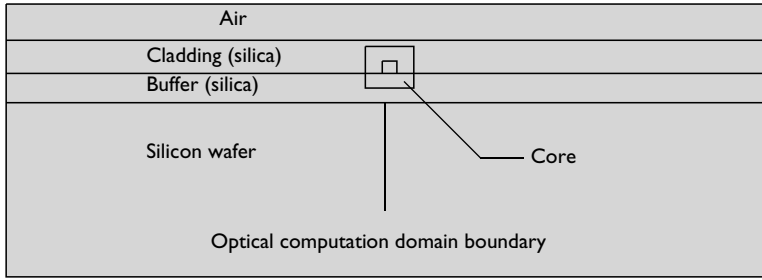 Air
Cladding (silica)
Buffer (silica)
Silicon wafer
Core
Optical computation domain boundary